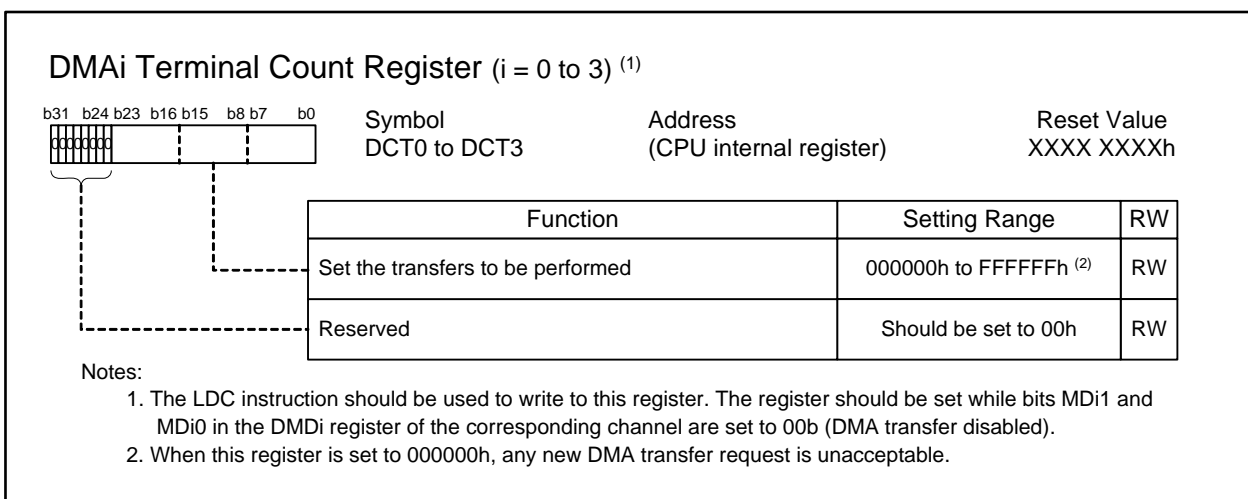 DMAi Terminal Count Register (i = 0 to 3) (1)
b31 b24 b23 b16 b15 b8 b7 b0
Symbol Address Reset Value
00000000
DCT0 to DCT3 (CPU internal register) XXXX XXXXh
Function Setting Range RW
Set the transfers to be performed 000000h to FFFFFFh (2) RW
Reserved Should be set to 00h RW
Notes:
1. The LDC instruction should be used to write to this register. The register should be set while bits MDi1 and
MDi0 in the DMDi register of the corresponding channel are set to 00b (DMA transfer disabled).
2. When this register is set to 000000h, any new DMA transfer request is unacceptable.